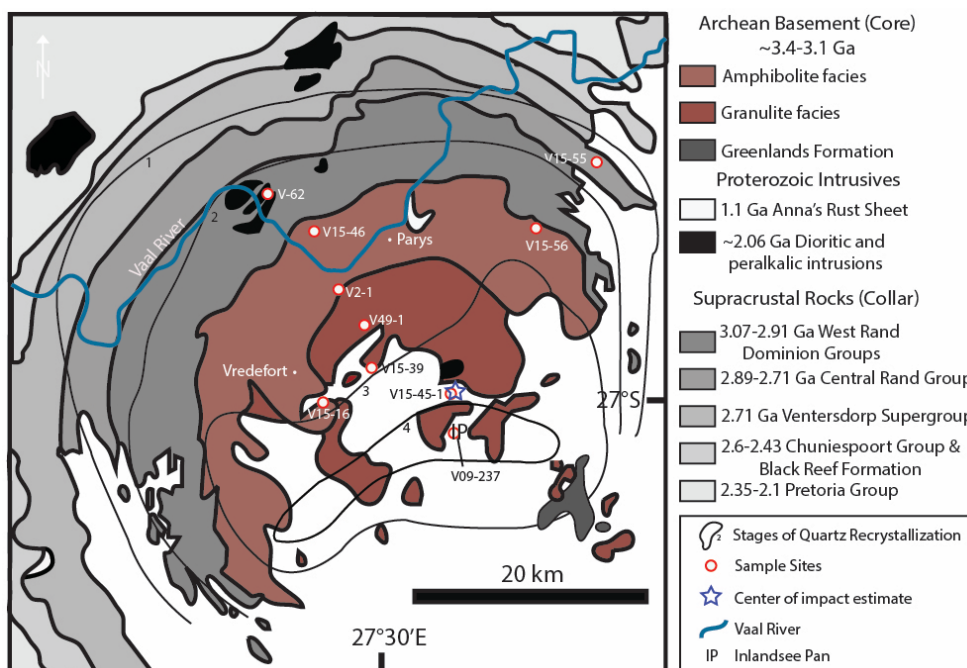 N
1
2
V-62
V15-55
V15-46
Parys
V15-56
Vaal River
V2-1
V49-1
V15-39
Vredefort
3
V15-45-1
27°S
V15-16
4
IP
V09-237
20 km
27°30'E
Archean Basement (Core)
~3.4-3.1 Ga
Amphibolite facies
Granulite facies
Greenlands Formation
Proterozoic Intrusives
1.1 Ga Anna's Rust Sheet
~2.06 Ga Dioritic and
peralkalic intrusions
Supracrustal Rocks (Collar)
3.07-2.91 Ga West Rand
Dominion Groups
2.89-2.71 Ga Central Rand Group
2.71 Ga Ventersdorp Supergroup
2.6-2.43 Chuniespoort Group &
Black Reef Formation
2.35-2.1 Pretoria Group
2
Stages of Quartz Recrystallization
Sample Sites
Center of impact estimate
Vaal River
IP Inlandsee Pan